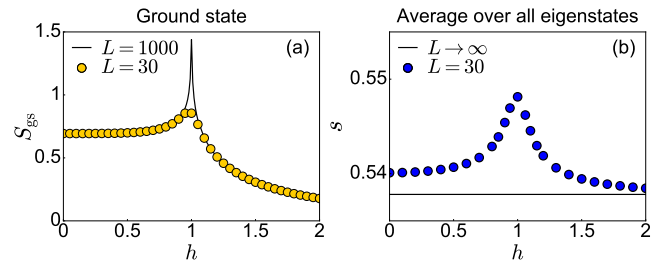 Ground state
(a)
L = 1000
L = 30
1.5
1
0.5
0
S_gs
0
0.5
1
1.5
2
h
Average over all eigenstates
(b)
L → ∞
L = 30
0.55
0.54
s
0
0.5
1
1.5
2
h